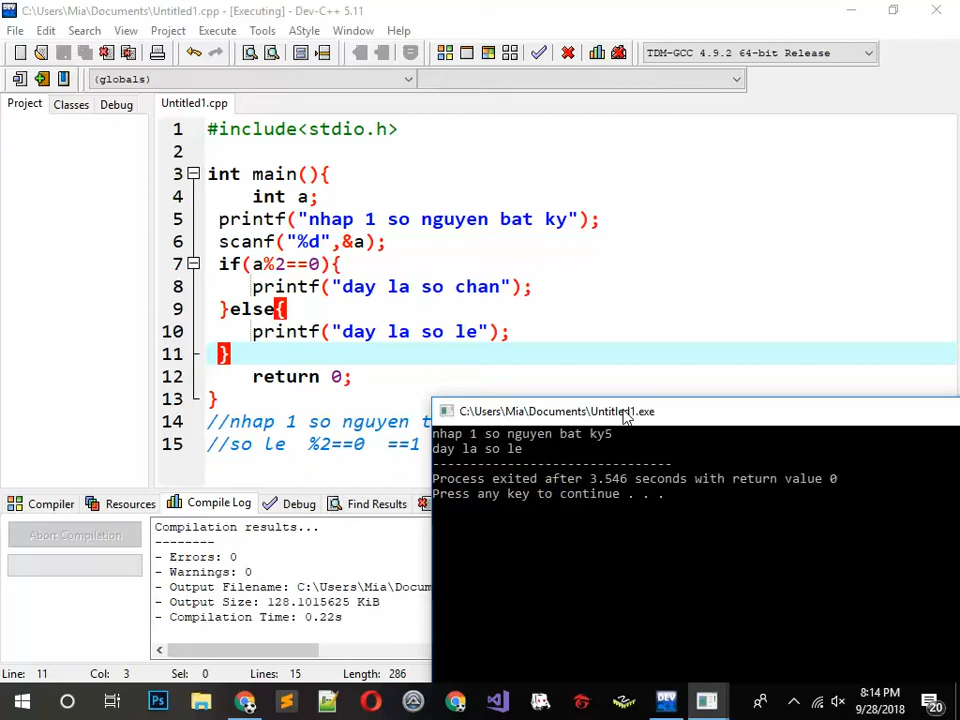 C:\Users\Mia\Documents\Untitled1.cpp - [Executing] - Dev-C++ 5.11
File Edit Search View Project Execute Tools AStyle Window Help
TDM-GCC 4.9.2 64-bit Release
(globals)
Project Classes Debug
Untitled1.cpp
1 #include<stdio.h>
2
3 int main(){
4 int a;
5 printf("nhap 1 so nguyen bat ky");
6 scanf("%d",&a);
7 if(a%2==0){
8 printf("day la so chan");
9 }else{
10 printf("day la so le");
11 }
12 return 0;
13 }
14 //nhap 1 so nguyen t
15 //so le %2==0 ==1
C:\Users\Mia\Documents\Untitled1.exe
nhap 1 so nguyen bat ky5
day la so le
--------------------------------
Process exited after 3.546 seconds with return value 0
Press any key to continue . . .
Compiler Resources Compile Log Debug Find Results
Abort Compilation
Compilation results...
--------
- Errors: 0
- Warnings: 0
- Output Filename: C:\Users\Mia\Docum
- Output Size: 128.1015625 KiB
- Compilation Time: 0.22s
Line: 11 Col: 3 Sel: 0 Lines: 15 Length: 286
Ps
DEV
8:14 PM
9/28/2018
20